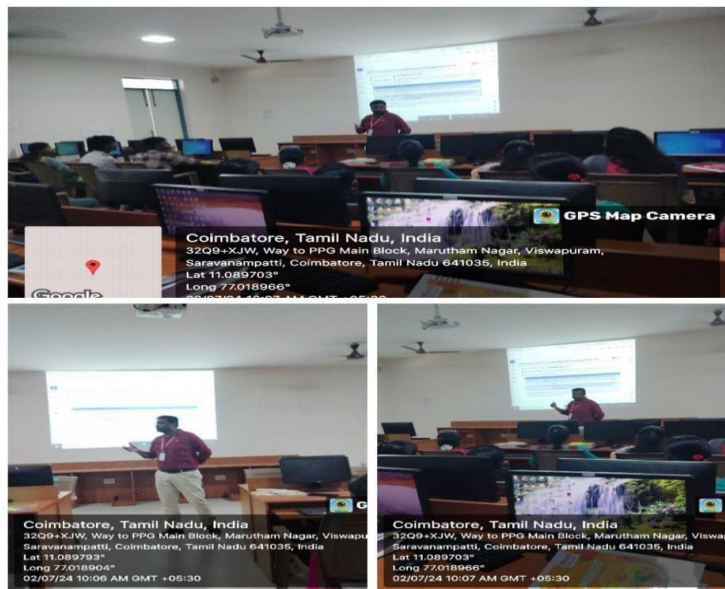 GPS Map Camera
Coimbatore, Tamil Nadu, India
32Q9+XJW, Way to PPG Main Block, Marutham Nagar, Viswapuram,
Saravanampatti, Coimbatore, Tamil Nadu 641035, India
Lat 11.089703°
Long 77.018966°
Google
Coimbatore, Tamil Nadu, India
32Q9+XJW, Way to PPG Main Block, Marutham Nagar, Viswapu
Saravanampatti, Coimbatore, Tamil Nadu 641035, India
Lat 11.089793°
Long 77.018904°
02/07/24 10:06 AM GMT +05:30
G
Coimbatore, Tamil Nadu, India
32Q9+XJW, Way to PPG Main Block, Marutham Nagar, Viswap
Saravanampatti, Coimbatore, Tamil Nadu 641035, India
Lat 11.089703°
Long 77.018966°
02/07/24 10:07 AM GMT +05:30